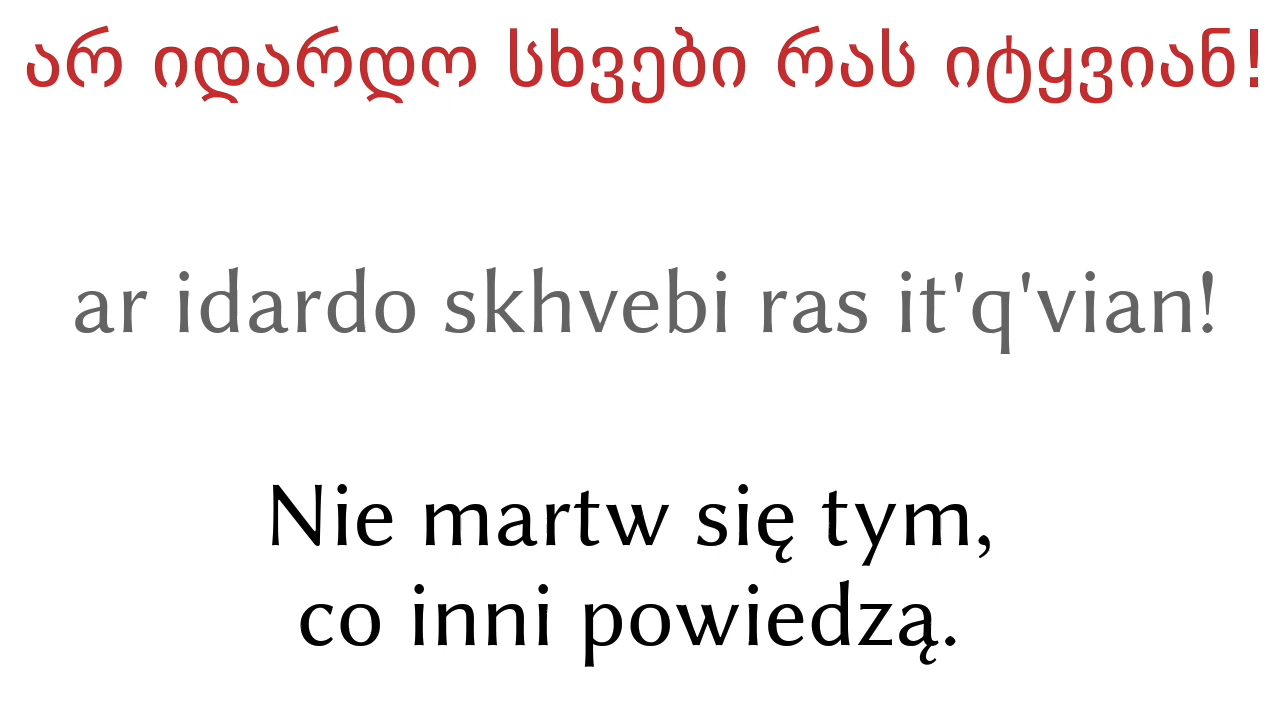 არ იდარდო სხვები რას იტყვიან!
ar idardo skhvebi ras it'q'vian!
Nie martw się tym,
co inni powiedzą.